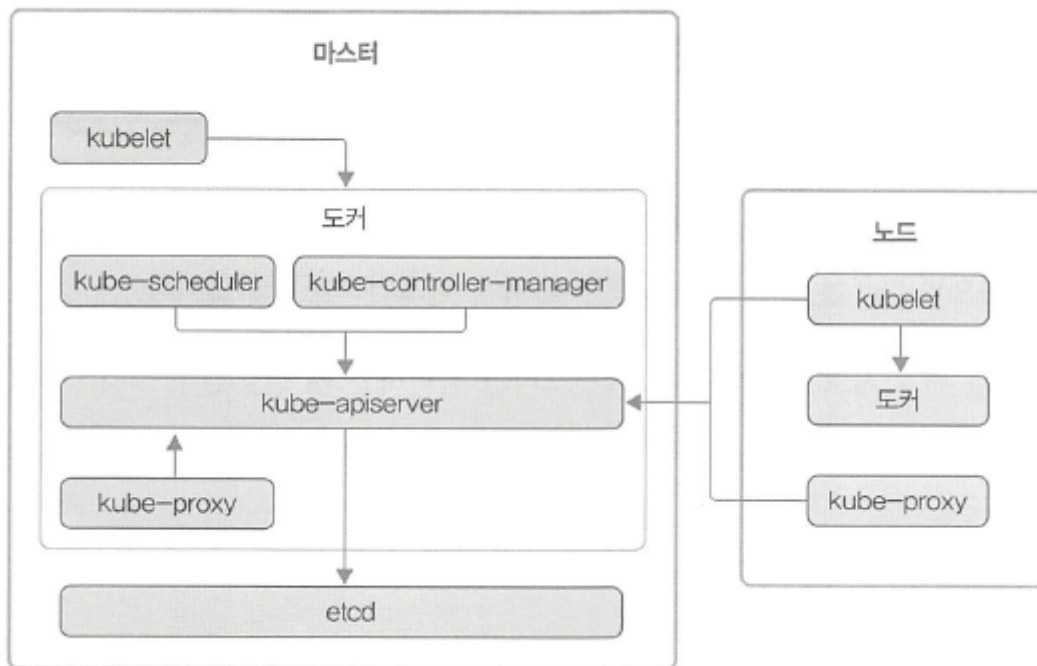 마스터
kubelet
도커
kube-scheduler
kube-controller-manager
kube-apiserver
kube-proxy
etcd
노드
kubelet
도커
kube-proxy